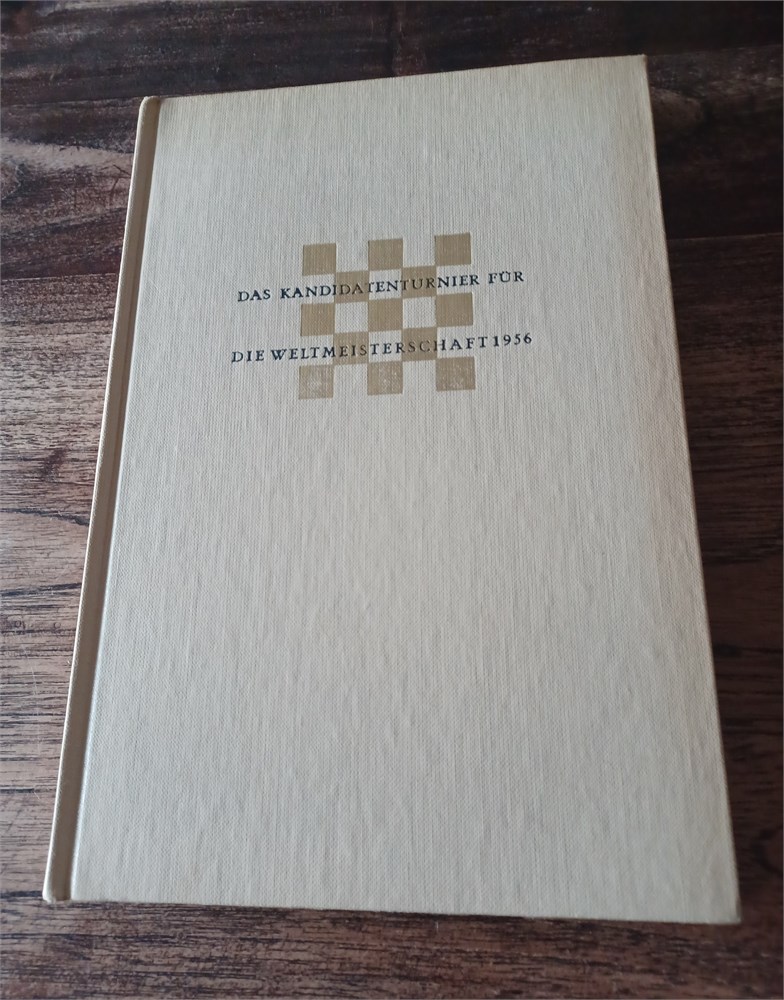 DAS KANDIDATENTURNIER FÜR
DIE WELTMEISTERSCHAFT 1956